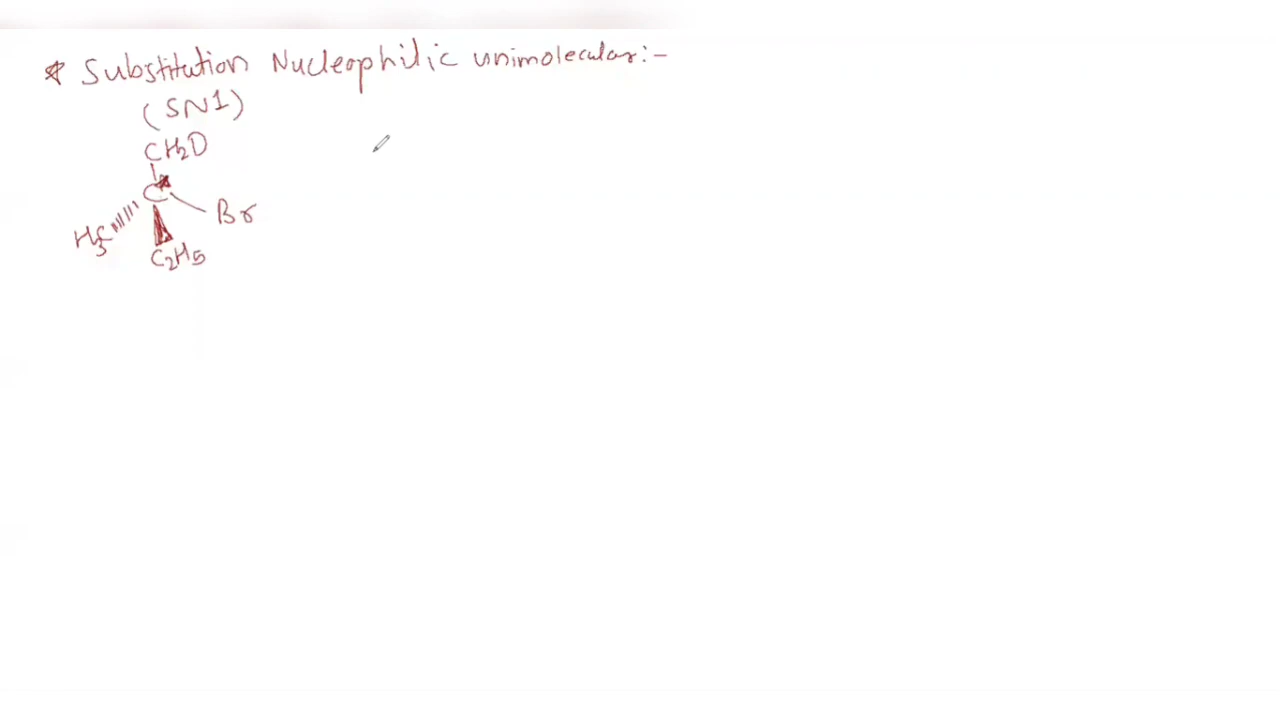 * Substitution Nucleophilic unimolecular:-
(SN1)
CH2D
C*
Br
H3C
C2H5